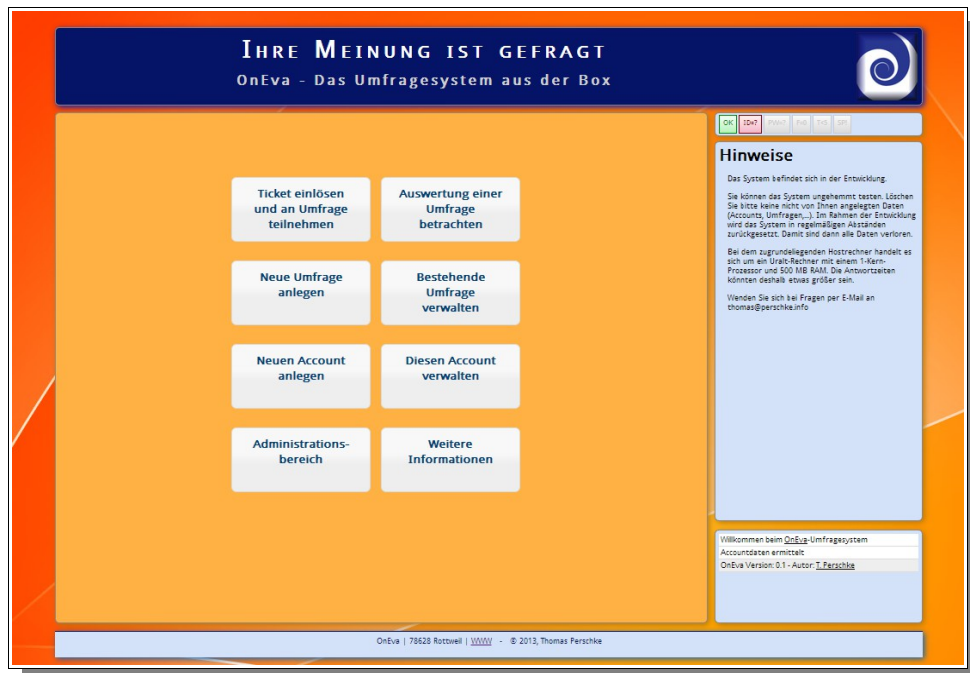 IHRE MEINUNG IST GEFRAGT
OnEva - Das Umfragesystem aus der Box
OK ID#?
Ticket einlösen
und an Umfrage
teilnehmen
Auswertung einer
Umfrage
betrachten
Neue Umfrage
anlegen
Bestehende
Umfrage
verwalten
Neuen Account
anlegen
Diesen Account
verwalten
Administrations-
bereich
Weitere
Informationen
Hinweise
Das System befindet sich in der Entwicklung.
Sie können das System ungehemmt testen. Löschen
Sie bitte keine nicht von Ihnen angelegten Daten
(Accounts, Umfragen,...). Im Rahmen der Entwicklung
wird das System in regelmäßigen Abständen
zurückgesetzt. Damit sind dann alle Daten verloren.
Bei dem zugrundeliegenden Hostrechner handelt es
sich um ein Uralt-Rechner mit einem 1-Kern-
Prozessor und 500 MB RAM. Die Antwortzeiten
könnten deshalb etwas größer sein.
Wenden Sie sich bei Fragen per E-Mail an
thomas@perschke.info
Willkommen beim OnEva-Umfragesystem
Accountdaten ermittelt
OnEva Version: 0.1 - Autor: T. Perschke
OnEva | 78628 Rottweil | WWW - © 2013, Thomas Perschke